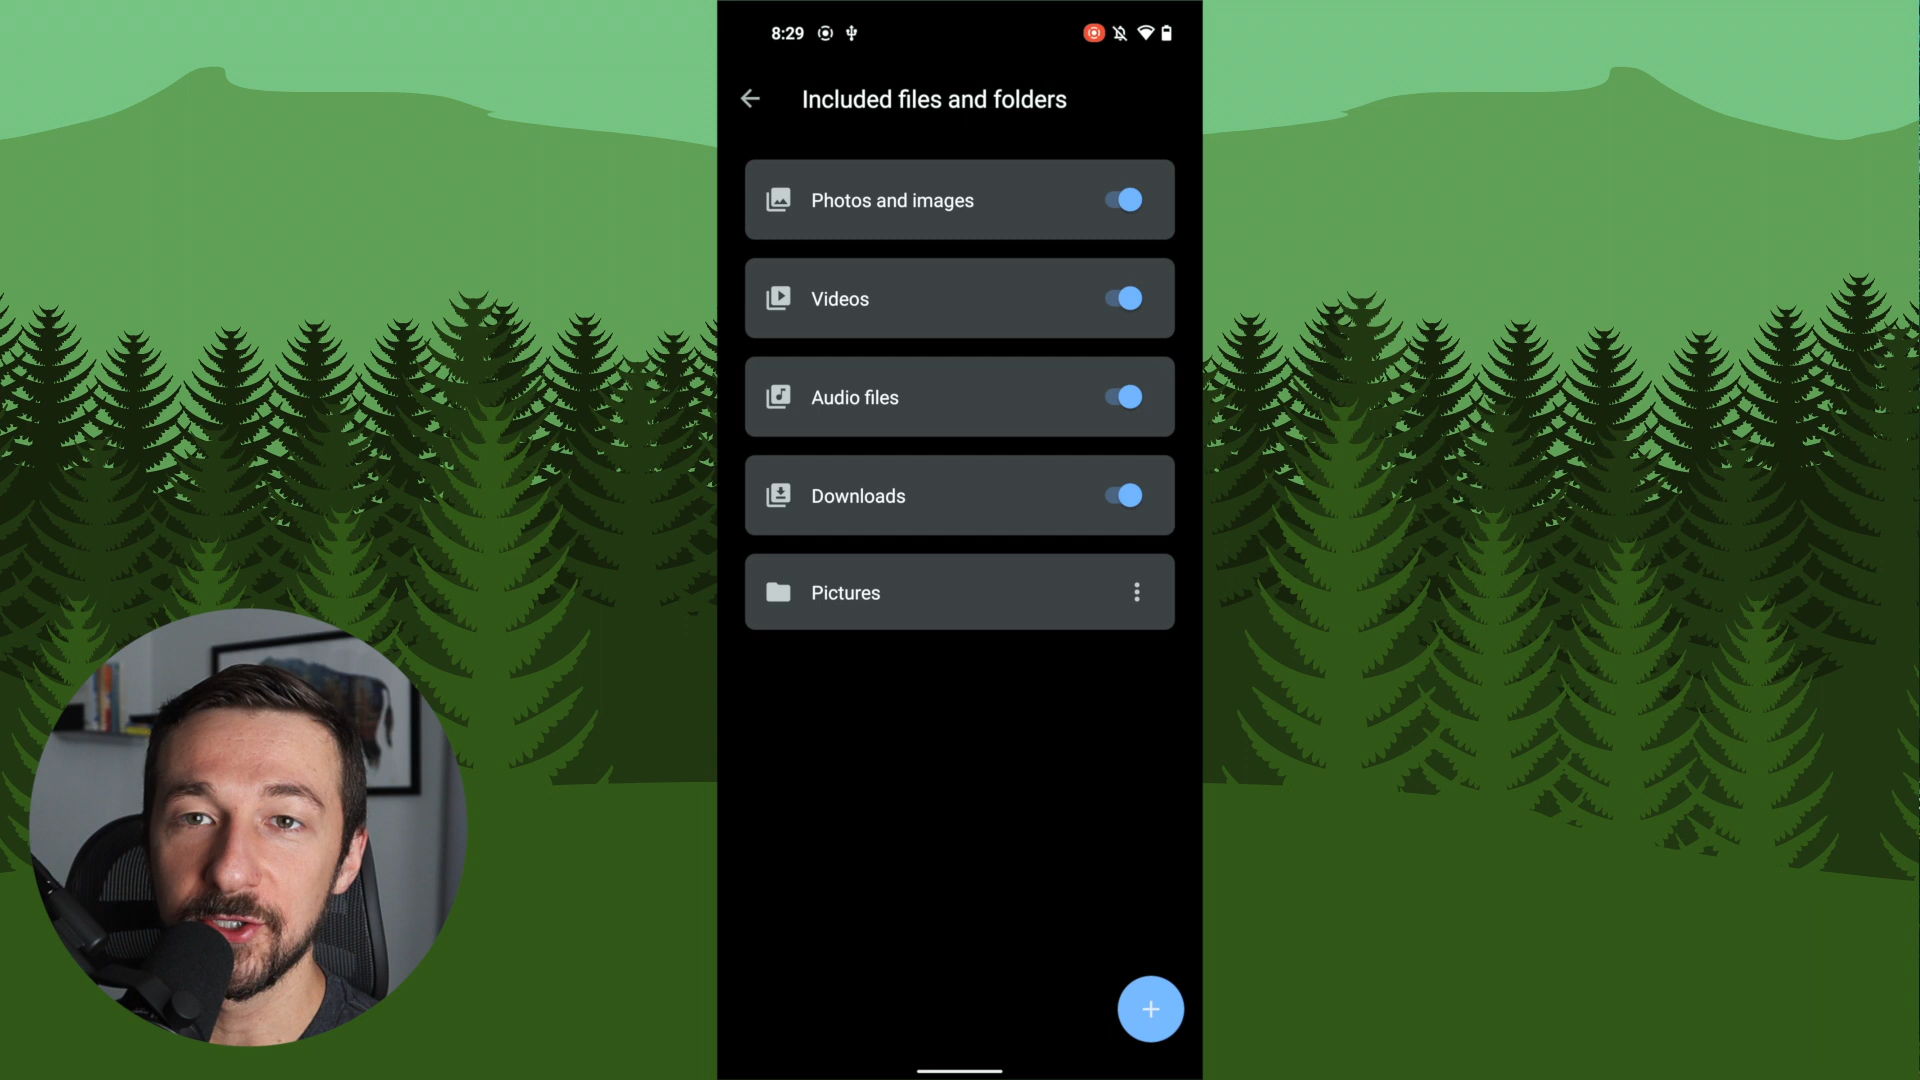 8:29
Included files and folders
Photos and images
Videos
Audio files
Downloads
Pictures